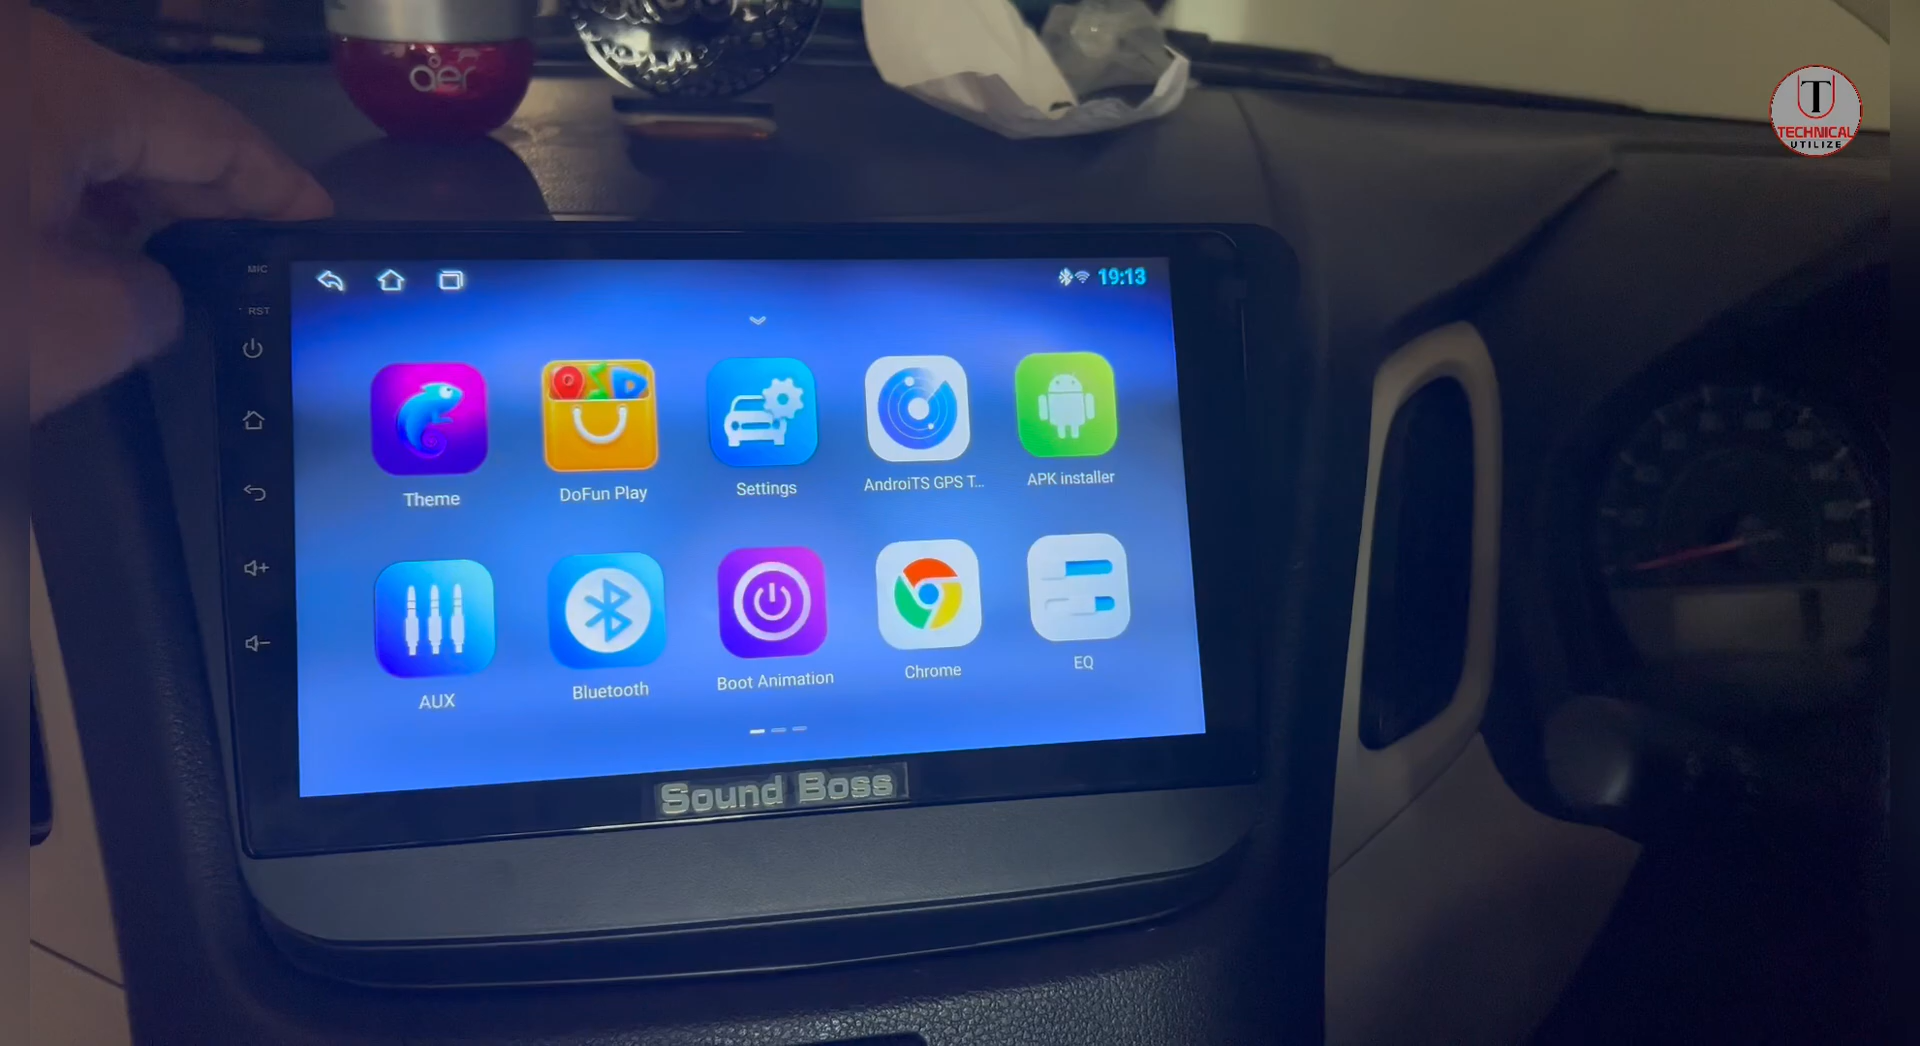 aer
T
TECHNICAL
UTILIZE
MIC
RST
19:13
Theme
DoFun Play
Settings
AndroiTS GPS T...
APK installer
AUX
Bluetooth
Boot Animation
Chrome
EQ
Sound Boss